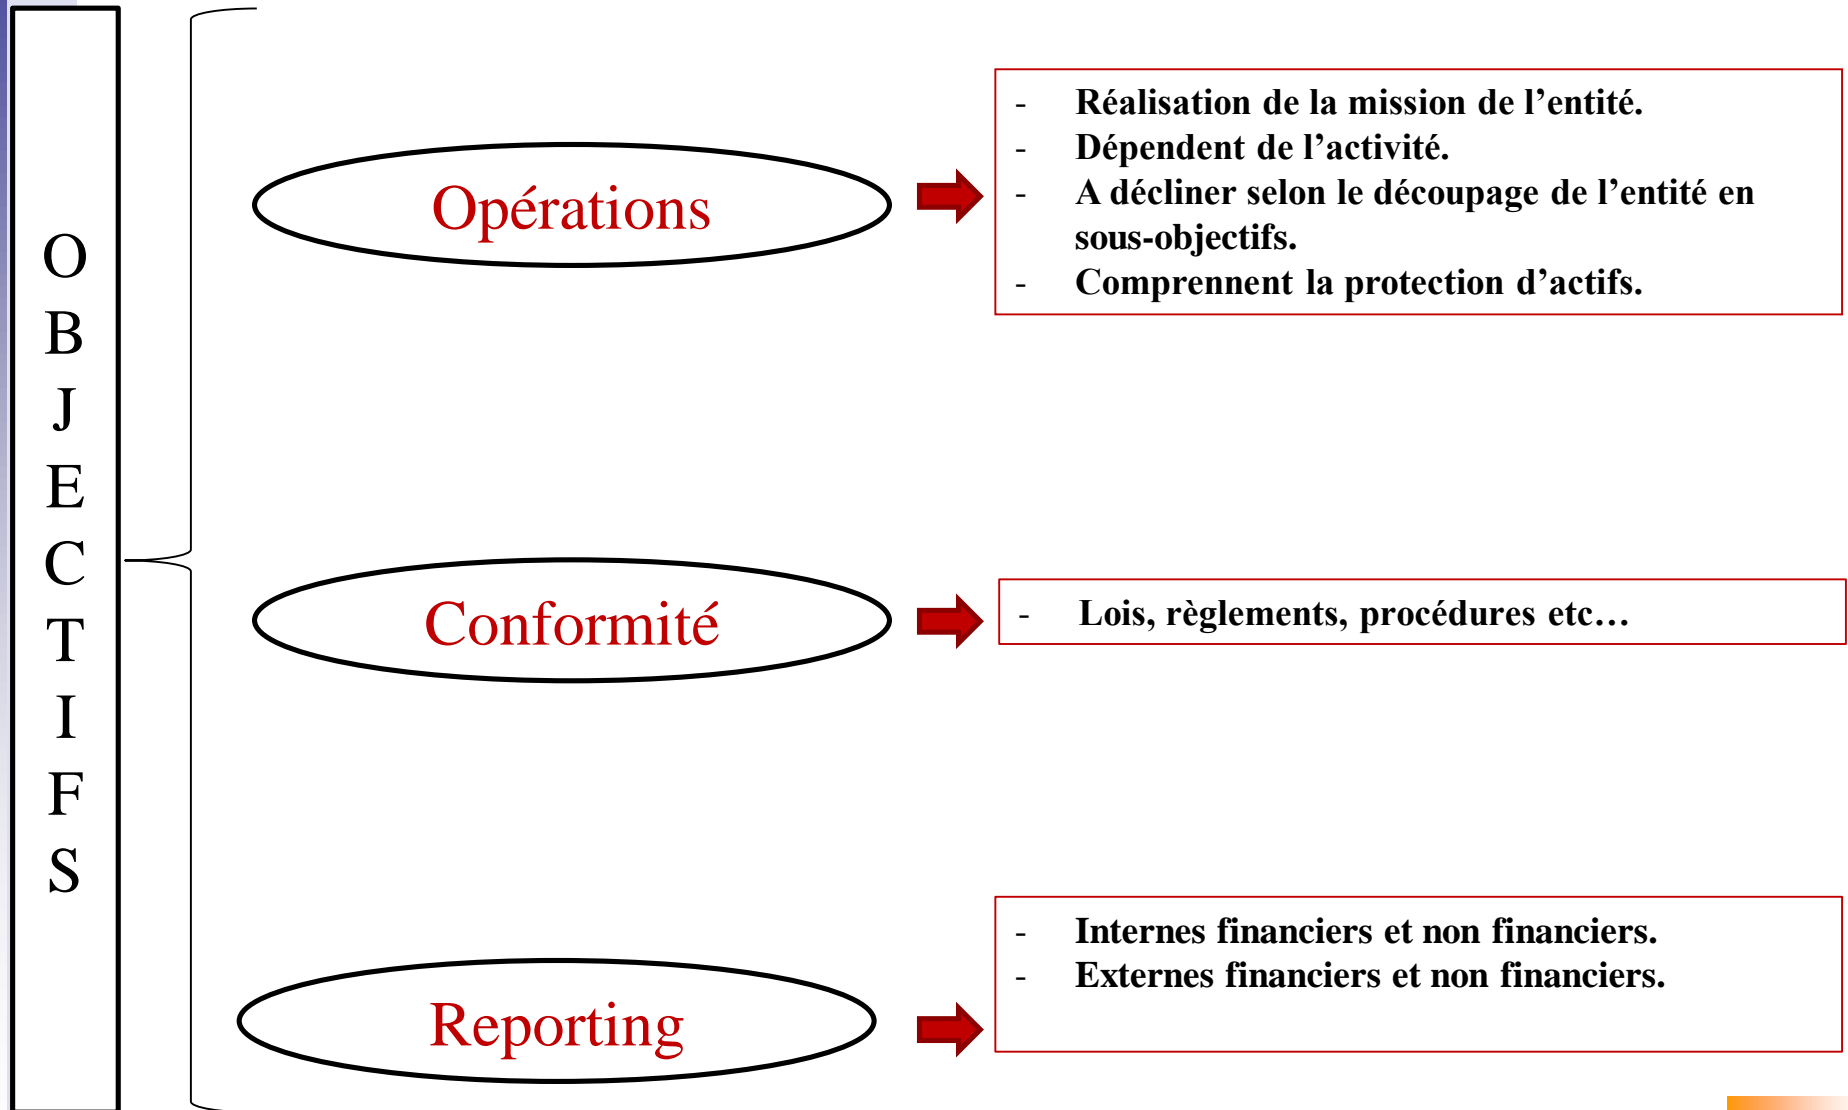 O
B
J
E
C
T
I
F
S
Opérations
- Réalisation de la mission de l’entité.
- Dépendent de l’activité.
- A décliner selon le découpage de l’entité en
sous-objectifs.
- Comprennent la protection d’actifs.
Conformité
- Lois, règlements, procédures etc…
Reporting
- Internes financiers et non financiers.
- Externes financiers et non financiers.